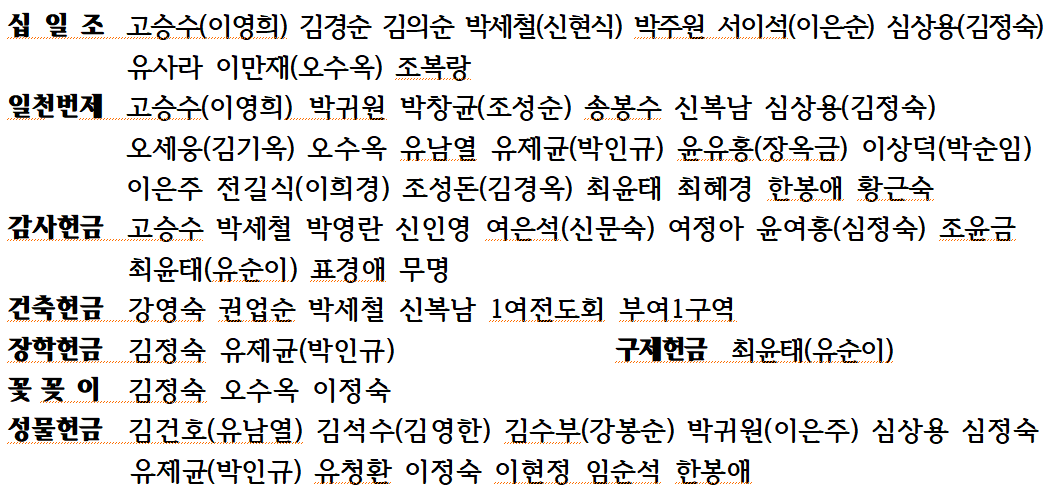 십 일 조 고승수(이영희) 김경순 김의순 박세철(신현식) 박주원 서이석(이은순) 심상용(김정숙)
유사라 이만재(오수옥) 조복랑
일천번제 고승수(이영희) 박귀원 박창균(조성순) 송봉수 신복남 심상용(김정숙)
오세웅(김기옥) 오수옥 유남열 유제균(박인규) 윤유홍(장옥금) 이상덕(박순임)
이은주 전길식(이희경) 조성돈(김경옥) 최윤태 최혜경 한봉애 황근숙
감사헌금 고승수 박세철 박영란 신인영 여은석(신문숙) 여정아 윤여홍(심정숙) 조윤금
최윤태(유순이) 표경애 무명
건축헌금 강영숙 권업순 박세철 신복남 1여전도회 부여1구역
장학헌금 김정숙 유제균(박인규) 구제헌금 최윤태(유순이)
꽃 꽂 이 김정숙 오수옥 이정숙
성물헌금 김건호(유남열) 김석수(김영한) 김수부(강봉순) 박귀원(이은주) 심상용 심정숙
유제균(박인규) 유청환 이정숙 이현정 임순석 한봉애